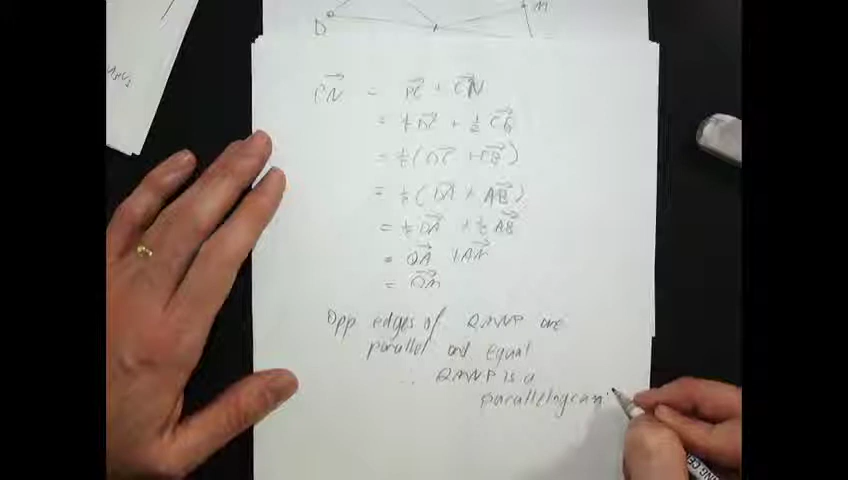 D
M
PN = PC + CN
= ½ DC + ½ CB
= ½ (DC + CB)
= ½ (DA + AB)
= ½ DA + ½ AB
= QA + AM
= QM
Opp edges of QMNP are
parallel and equal
∴ QMNP is a
parallelogram